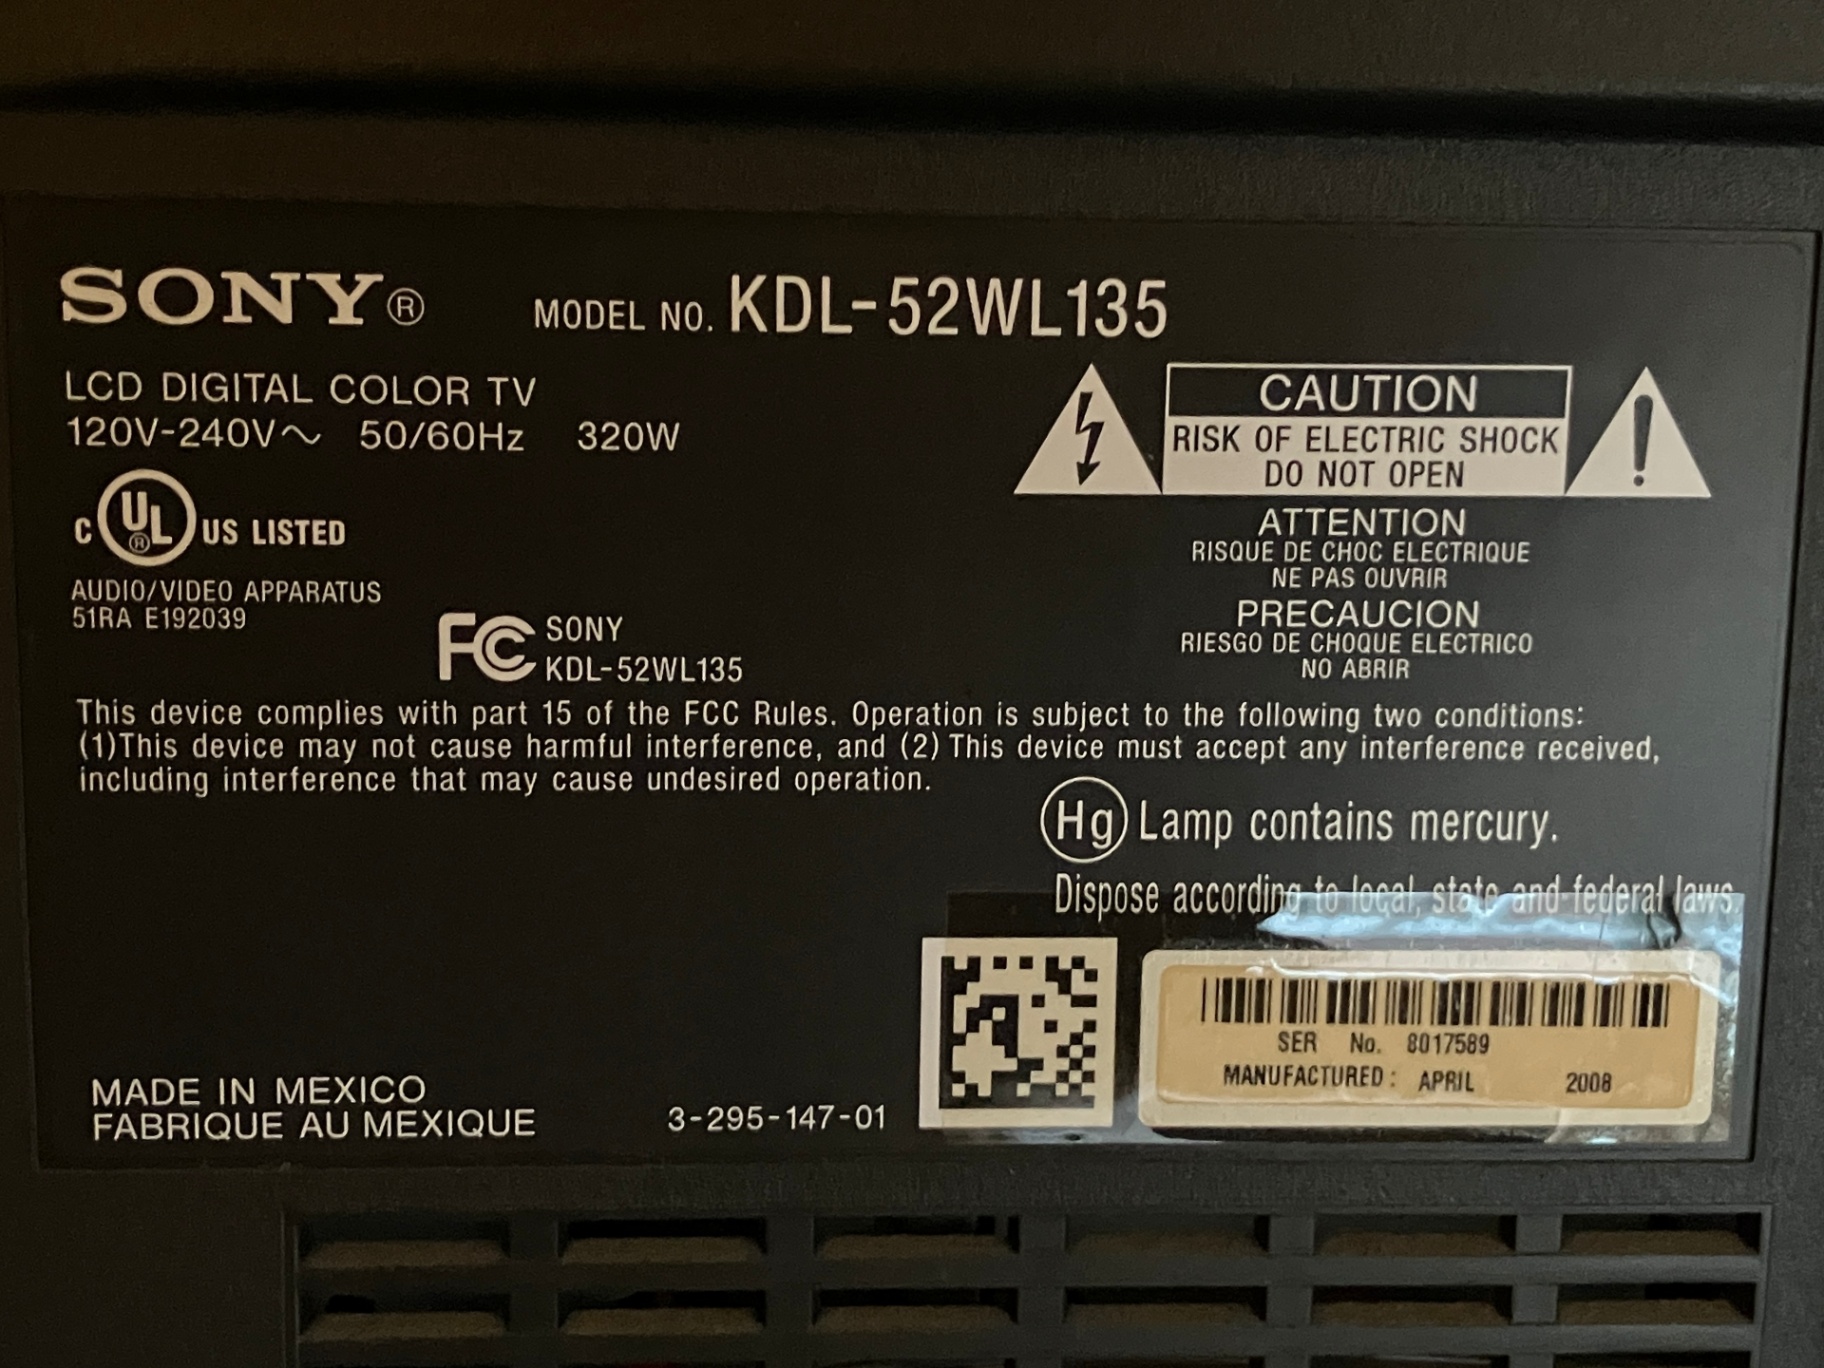 SONY®
MODEL NO. KDL-52WL135
LCD DIGITAL COLOR TV
120V-240V~ 50/60Hz 320W
C UL® US LISTED
AUDIO/VIDEO APPARATUS
51RA E192039
FC SONY
KDL-52WL135
CAUTION
RISK OF ELECTRIC SHOCK
DO NOT OPEN
ATTENTION
RISQUE DE CHOC ELECTRIQUE
NE PAS OUVRIR
PRECAUCION
RIESGO DE CHOQUE ELECTRICO
NO ABRIR
This device complies with part 15 of the FCC Rules. Operation is subject to the following two conditions:
(1)This device may not cause harmful interference, and (2) This device must accept any interference received,
including interference that may cause undesired operation.
Hg Lamp contains mercury.
Dispose according to local, state and federal laws.
SER No. 8017589
MANUFACTURED: APRIL 2008
MADE IN MEXICO
FABRIQUE AU MEXIQUE
3-295-147-01